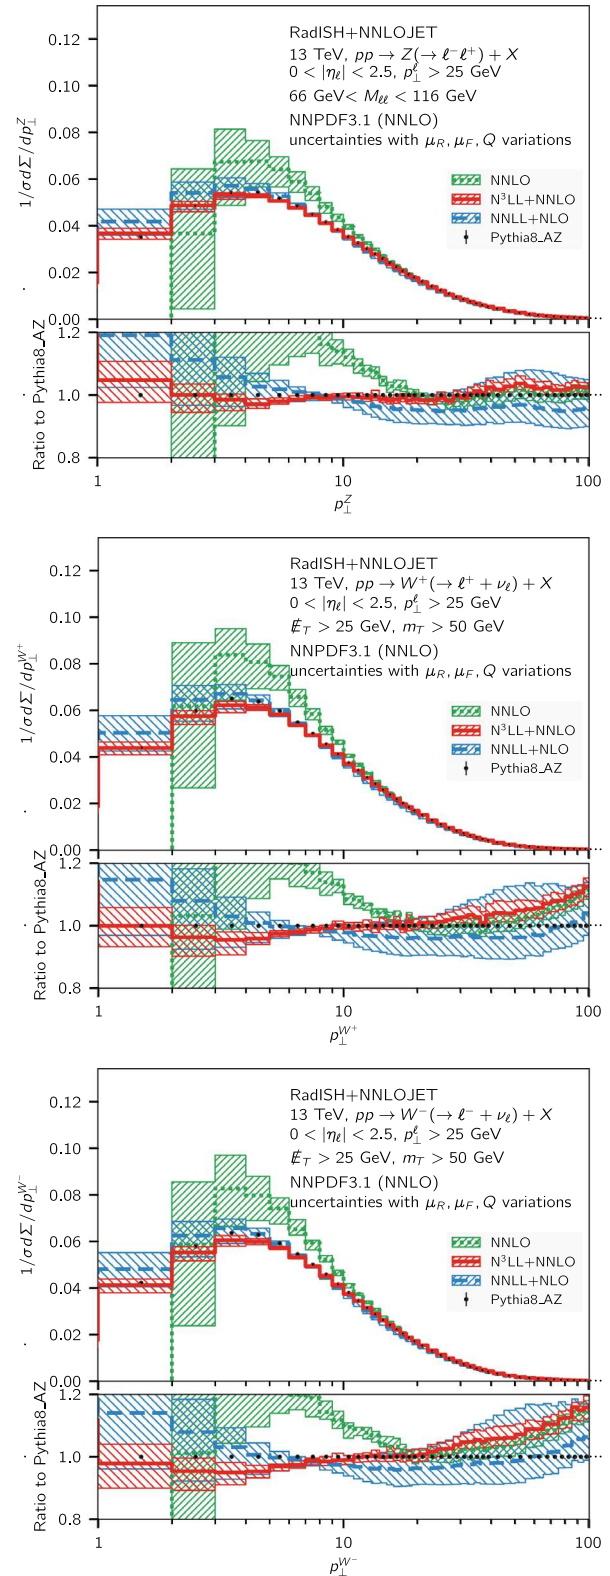 RadISH+NNLOJET
13 TeV, pp → Z(→ ℓ⁻ℓ⁺) + X
0 < |η_ℓ| < 2.5, p_⊥^ℓ > 25 GeV
66 GeV < M_ℓℓ < 116 GeV
NNPDF3.1 (NNLO)
uncertainties with μ_R, μ_F, Q variations
NNLO
N³LL+NNLO
NNLL+NLO
Pythia8_AZ
1/σ dΣ/dp_⊥^Z
0.12
0.10
0.08
0.06
0.04
0.02
0.00
Ratio to Pythia8_AZ
1.2
1.0
0.8
1 10 100
p_⊥^Z
RadISH+NNLOJET
13 TeV, pp → W⁺(→ ℓ⁺ + ν_ℓ) + X
0 < |η_ℓ| < 2.5, p_⊥^ℓ > 25 GeV
E̸_T > 25 GeV, m_T > 50 GeV
NNPDF3.1 (NNLO)
uncertainties with μ_R, μ_F, Q variations
NNLO
N³LL+NNLO
NNLL+NLO
Pythia8_AZ
1/σ dΣ/dp_⊥^W⁺
0.12
0.10
0.08
0.06
0.04
0.02
0.00
Ratio to Pythia8_AZ
1.2
1.0
0.8
1 10 100
p_⊥^W⁺
RadISH+NNLOJET
13 TeV, pp → W⁻(→ ℓ⁻ + ν_ℓ) + X
0 < |η_ℓ| < 2.5, p_⊥^ℓ > 25 GeV
E̸_T > 25 GeV, m_T > 50 GeV
NNPDF3.1 (NNLO)
uncertainties with μ_R, μ_F, Q variations
NNLO
N³LL+NNLO
NNLL+NLO
Pythia8_AZ
1/σ dΣ/dp_⊥^W⁻
0.12
0.10
0.08
0.06
0.04
0.02
0.00
Ratio to Pythia8_AZ
1.2
1.0
0.8
1 10 100
p_⊥^W⁻